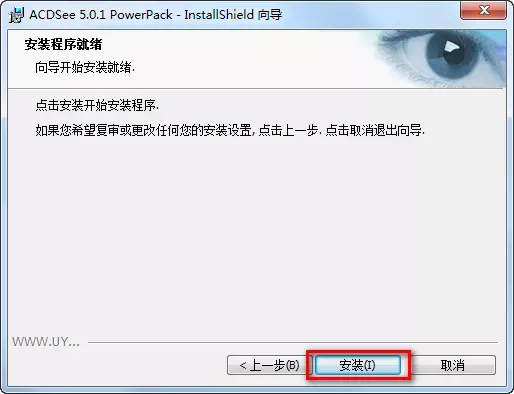 ACDSee 5.0.1 PowerPack - InstallShield 向导
安装程序就绪
向导开始安装就绪.
点击安装开始安装程序.
如果您希望复审或更改任何您的安装设置, 点击上一步. 点击取消退出向导.
WWW.UY...
< 上一步(B) 安装(I) 取消